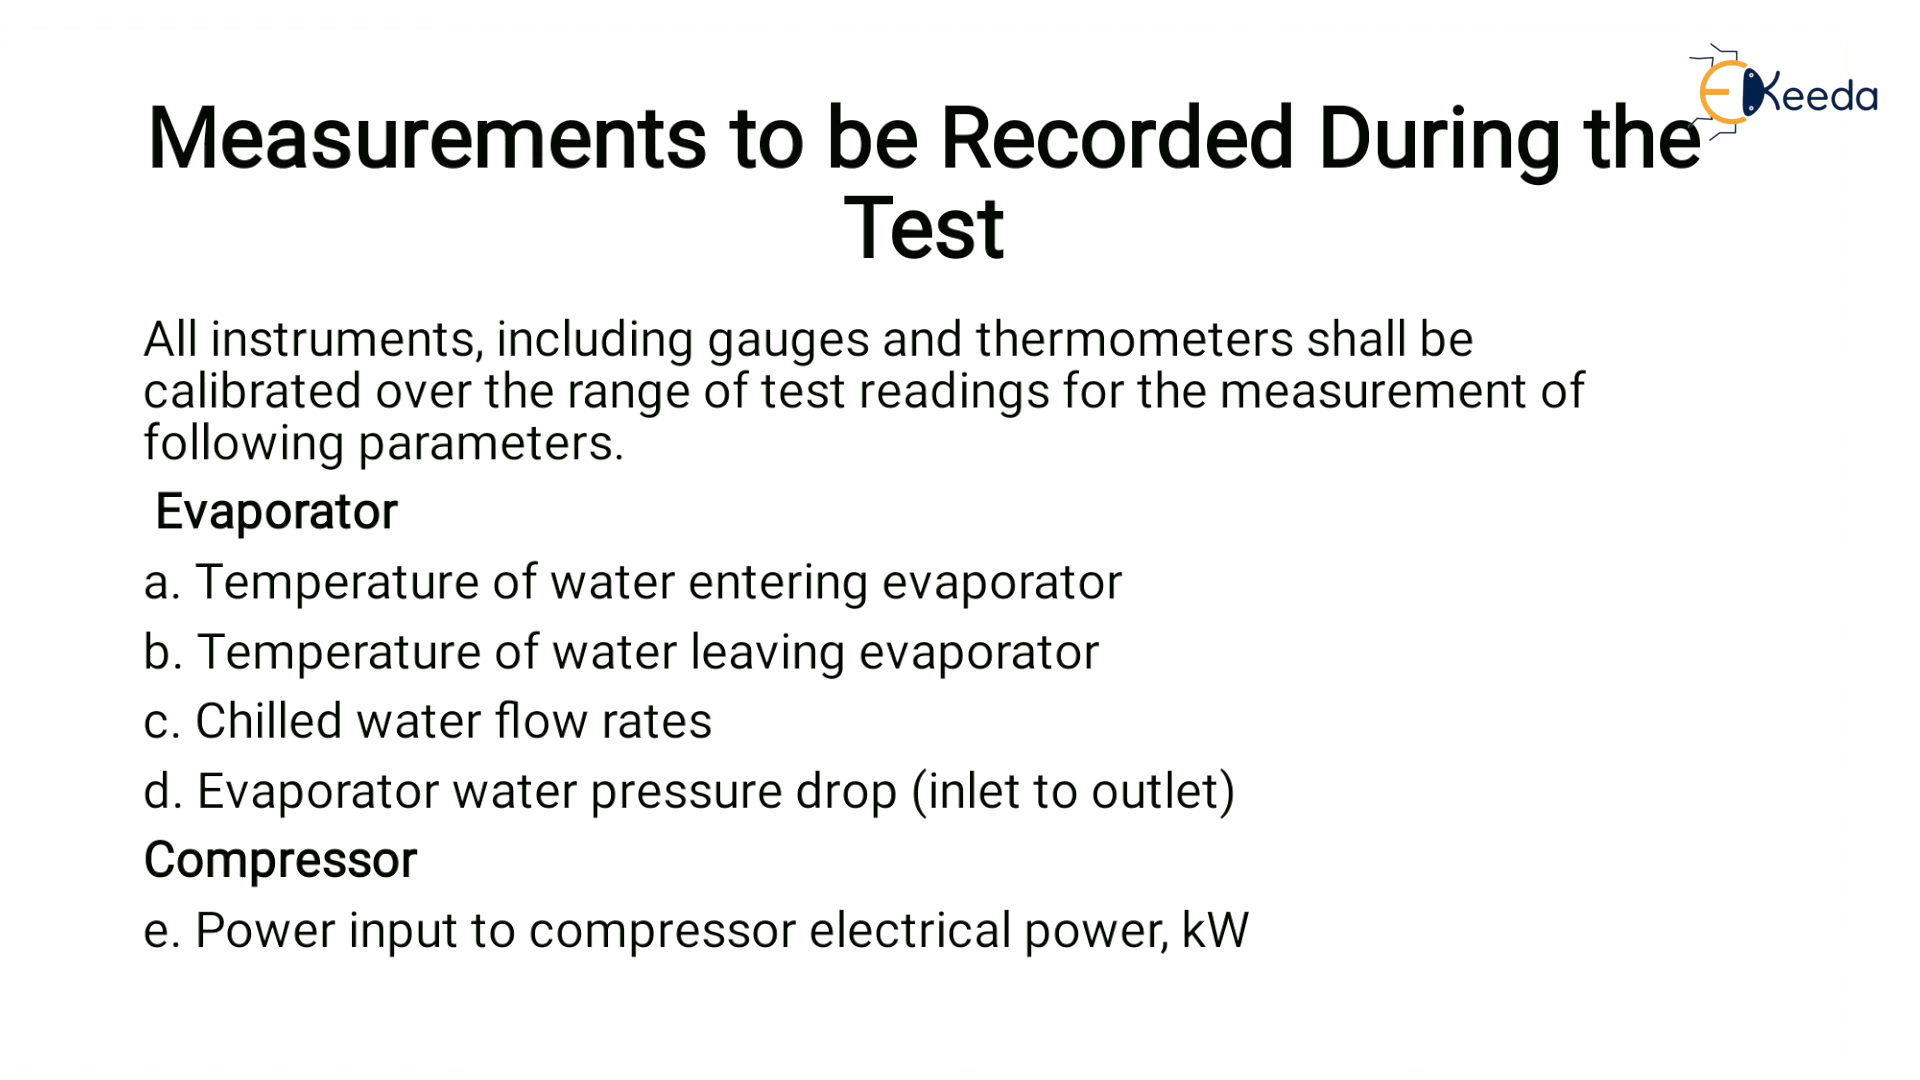 EKeeda
Measurements to be Recorded During the
Test
All instruments, including gauges and thermometers shall be
calibrated over the range of test readings for the measurement of
following parameters.
Evaporator
a. Temperature of water entering evaporator
b. Temperature of water leaving evaporator
c. Chilled water flow rates
d. Evaporator water pressure drop (inlet to outlet)
Compressor
e. Power input to compressor electrical power, kW